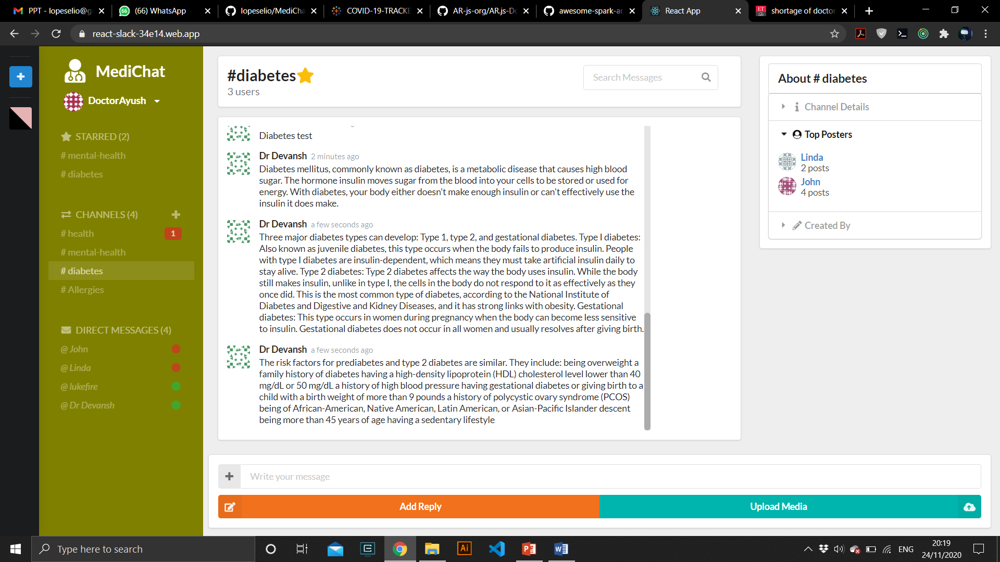 PPT - lopeselio@g
(66) WhatsApp
lopeselio/MediCha
COVID-19-TRACKE
AR-js-org/AR.js-Do
awesome-spark-ar
React App
shortage of doctor
react-slack-34e14.web.app
MediChat
DoctorAyush
STARRED (2)
# mental-health
# diabetes
CHANNELS (4)
# health
1
# mental-health
# diabetes
# Allergies
DIRECT MESSAGES (4)
@ John
@ Linda
@ lukefire
@ Dr Devansh
#diabetes
3 users
Search Messages
Diabetes test
Dr Devansh 2 minutes ago
Diabetes mellitus, commonly known as diabetes, is a metabolic disease that causes high blood
sugar. The hormone insulin moves sugar from the blood into your cells to be stored or used for
energy. With diabetes, your body either doesn't make enough insulin or can't effectively use the
insulin it does make.
Dr Devansh a few seconds ago
Three major diabetes types can develop: Type 1, type 2, and gestational diabetes. Type I diabetes:
Also known as juvenile diabetes, this type occurs when the body fails to produce insulin. People
with type I diabetes are insulin-dependent, which means they must take artificial insulin daily to
stay alive. Type 2 diabetes: Type 2 diabetes affects the way the body uses insulin. While the body
still makes insulin, unlike in type I, the cells in the body do not respond to it as effectively as they
once did. This is the most common type of diabetes, according to the National Institute of
Diabetes and Digestive and Kidney Diseases, and it has strong links with obesity. Gestational
diabetes: This type occurs in women during pregnancy when the body can become less sensitive
to insulin. Gestational diabetes does not occur in all women and usually resolves after giving birth.
Dr Devansh a few seconds ago
The risk factors for prediabetes and type 2 diabetes are similar. They include: being overweight a
family history of diabetes having a high-density lipoprotein (HDL) cholesterol level lower than 40
mg/dL or 50 mg/dL a history of high blood pressure having gestational diabetes or giving birth to a
child with a birth weight of more than 9 pounds a history of polycystic ovary syndrome (PCOS)
being of African-American, Native American, Latin American, or Asian-Pacific Islander descent
being more than 45 years of age having a sedentary lifestyle
Write your message
Add Reply
Upload Media
About # diabetes
Channel Details
Top Posters
Linda
2 posts
John
4 posts
Created By
Type here to search
ENG
20:19
24/11/2020